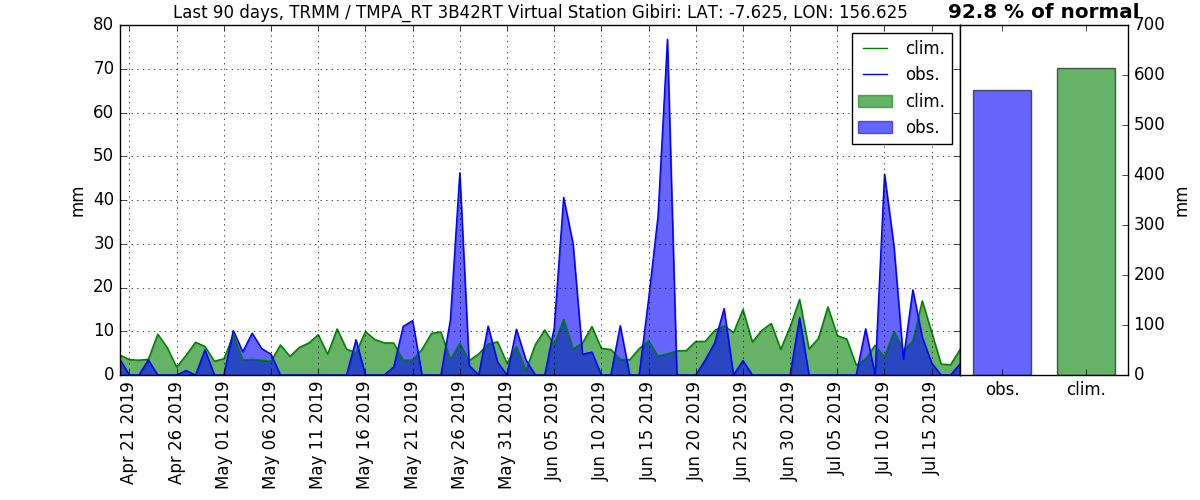 Last 90 days, TRMM / TMPA_RT 3B42RT Virtual Station Gibiri: LAT: -7.625, LON: 156.625
92.8 % of normal
80
70
60
50
40
30
20
10
0
mm
clim.
obs.
clim.
obs.
700
600
500
400
300
200
100
0
mm
Apr 21 2019
Apr 26 2019
May 01 2019
May 06 2019
May 11 2019
May 16 2019
May 21 2019
May 26 2019
May 31 2019
Jun 05 2019
Jun 10 2019
Jun 15 2019
Jun 20 2019
Jun 25 2019
Jun 30 2019
Jul 05 2019
Jul 10 2019
Jul 15 2019
obs.
clim.